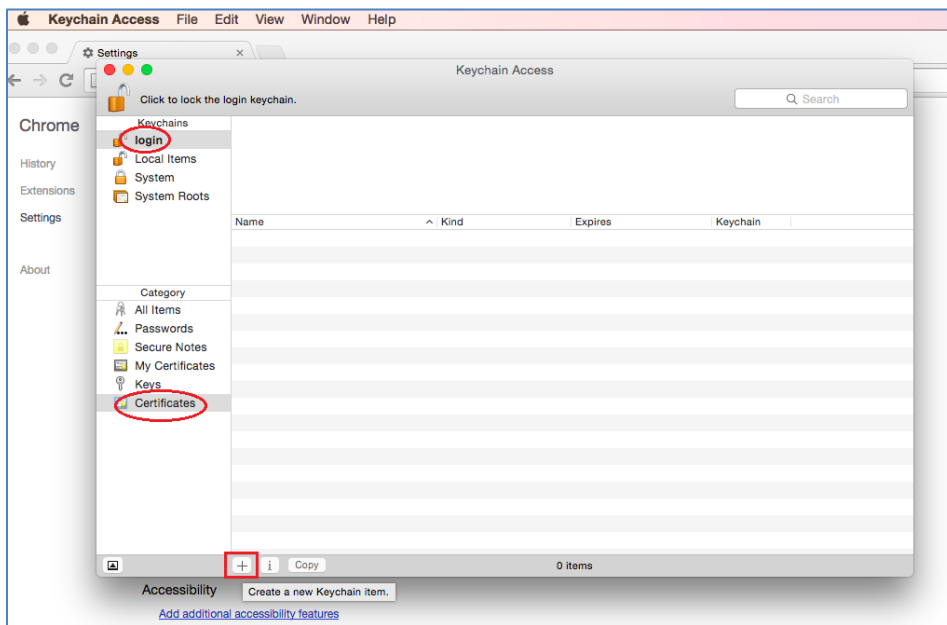 Keychain Access File Edit View Window Help
Settings
Keychain Access
Click to lock the login keychain.
Search
Chrome
History
Extensions
Settings
About
Keychains
login
Local Items
System
System Roots
Name Kind Expires Keychain
Category
All Items
Passwords
Secure Notes
My Certificates
Keys
Certificates
+ i Copy 0 items
Accessibility
Create a new Keychain item.
Add additional accessibility features